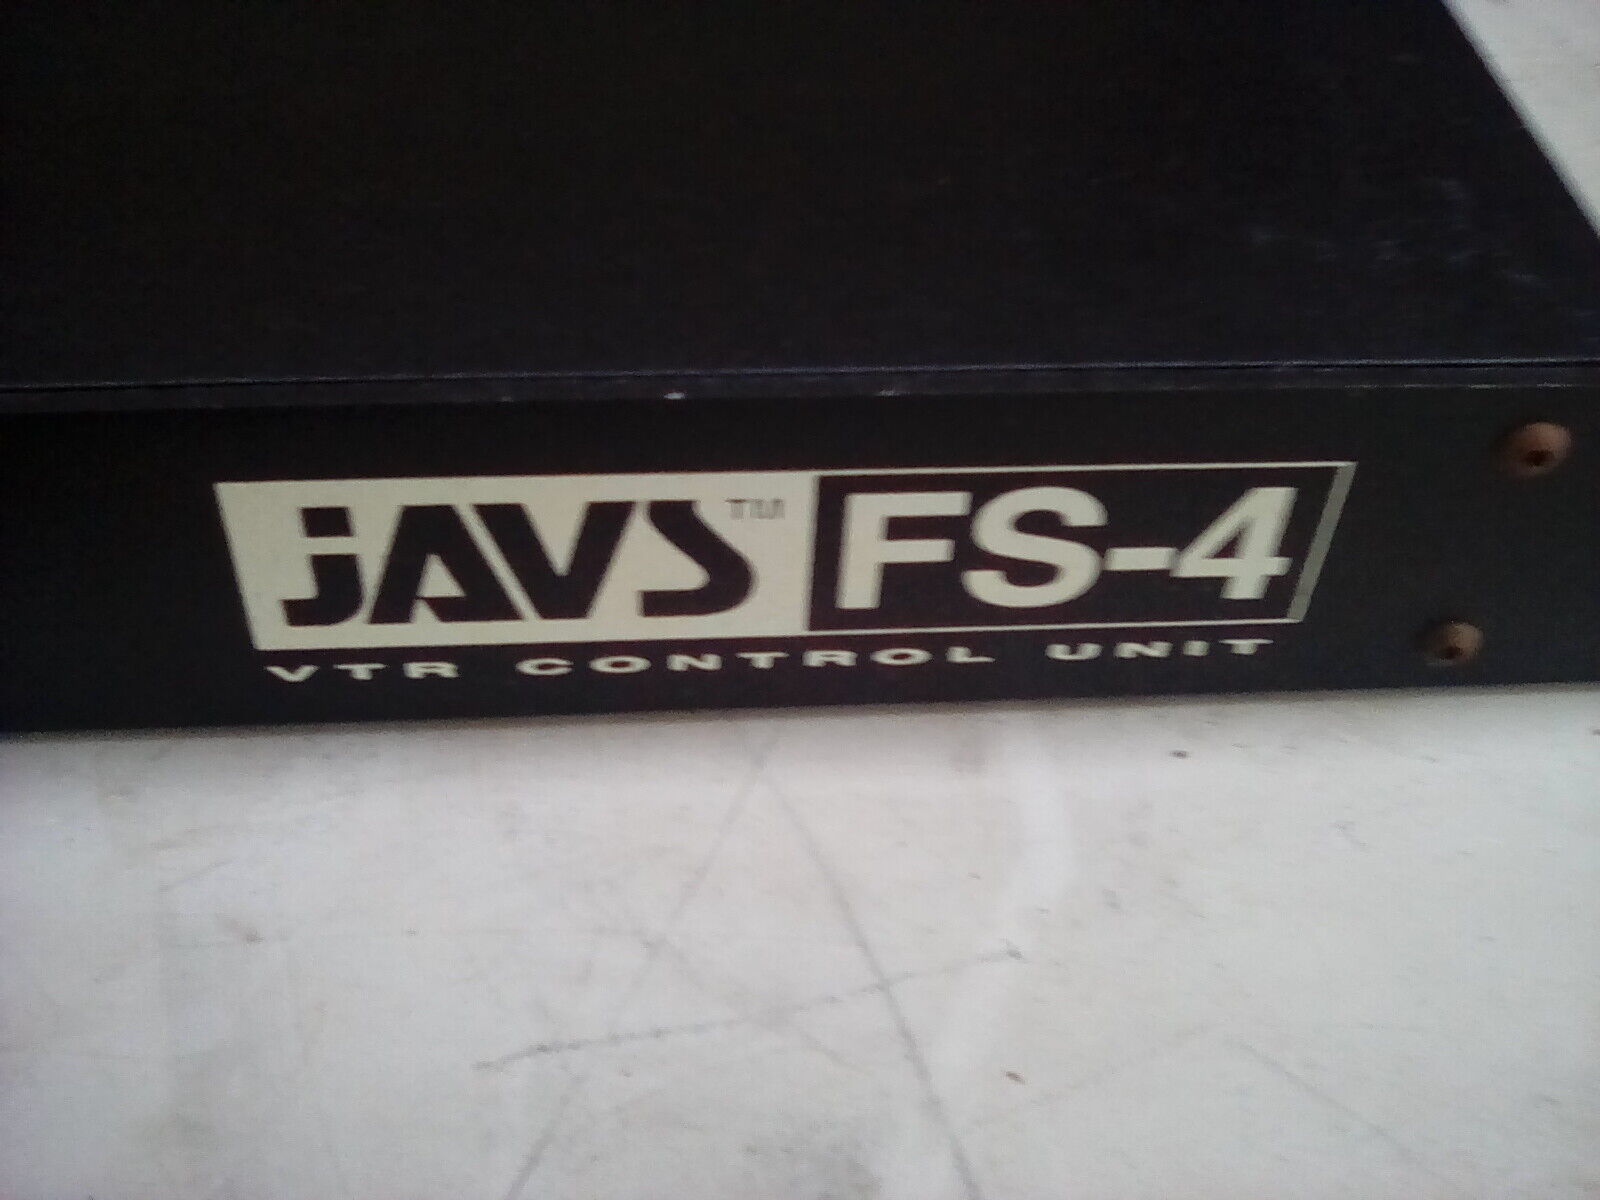 jAVS™ FS-4
VTR CONTROL UNIT